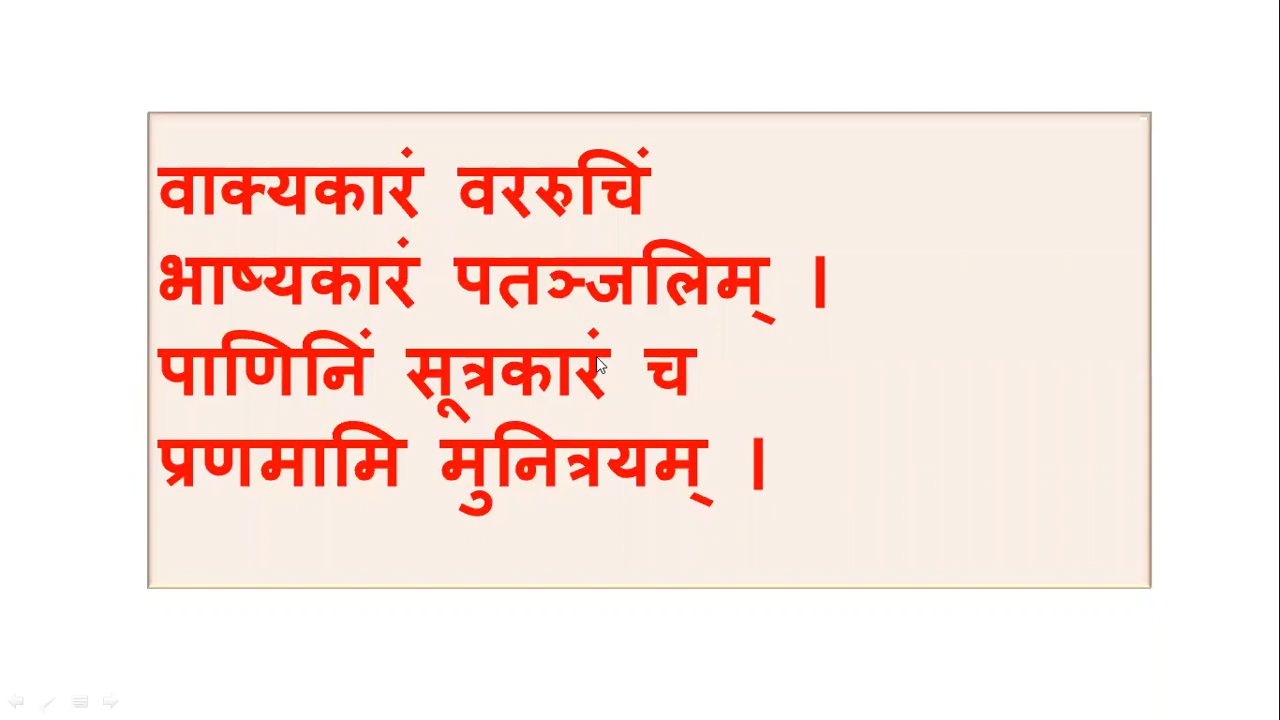 वाक्यकारं वररुचिं
भाष्यकारं पतञ्जलिम् ।
पाणिनिं सूत्रकारं च
प्रणमामि मुनित्रयम् ।